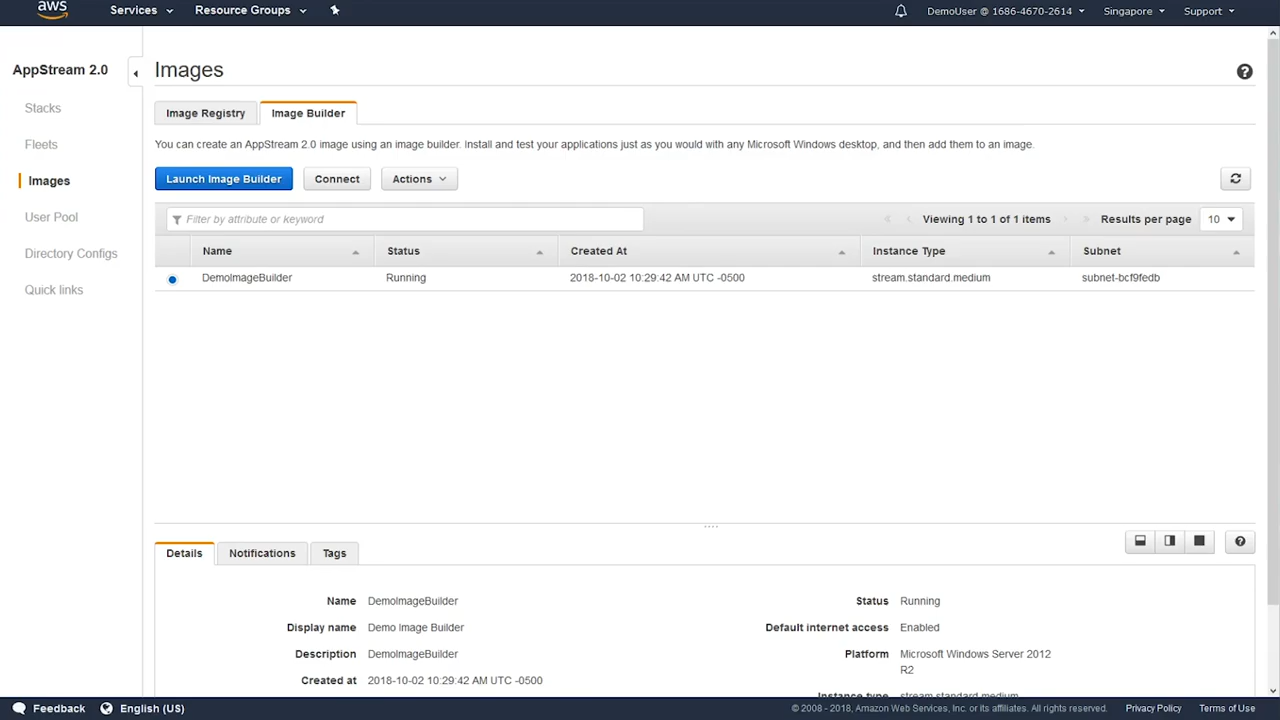 aws
Services
Resource Groups
DemoUser @ 1686-4670-2614
Singapore
Support
AppStream 2.0
Stacks
Fleets
Images
User Pool
Directory Configs
Quick links
Images
Image Registry
Image Builder
You can create an AppStream 2.0 image using an image builder. Install and test your applications just as you would with any Microsoft Windows desktop, and then add them to an image.
Launch Image Builder
Connect
Actions
Filter by attribute or keyword
Viewing 1 to 1 of 1 items
Results per page
10
Name Status Created At Instance Type Subnet
DemoImageBuilder Running 2018-10-02 10:29:42 AM UTC -0500 stream.standard.medium subnet-bcf9fedb
Details
Notifications
Tags
Name DemoImageBuilder
Display name Demo Image Builder
Description DemoImageBuilder
Created at 2018-10-02 10:29:42 AM UTC -0500
Status Running
Default internet access Enabled
Platform Microsoft Windows Server 2012
R2
Instance type stream.standard.medium
Feedback
English (US)
© 2008 - 2018, Amazon Web Services, Inc. or its affiliates. All rights reserved.
Privacy Policy
Terms of Use